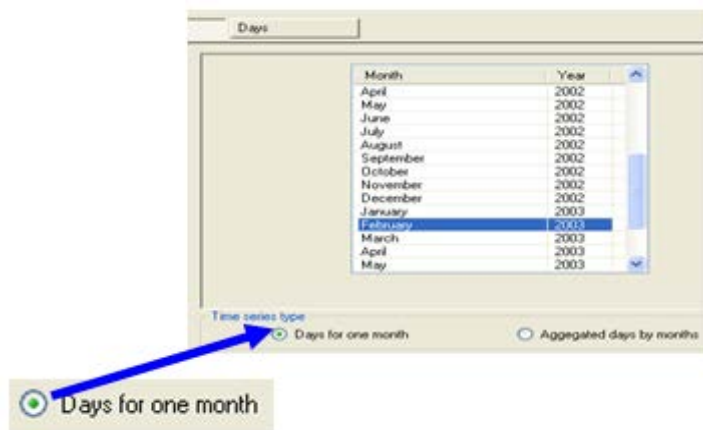 Days
Month Year
April 2002
May 2002
June 2002
July 2002
August 2002
September 2002
October 2002
November 2002
December 2002
January 2003
February 2003
March 2003
April 2003
May 2003
Time series type
Days for one month Aggegated days by months
Days for one month